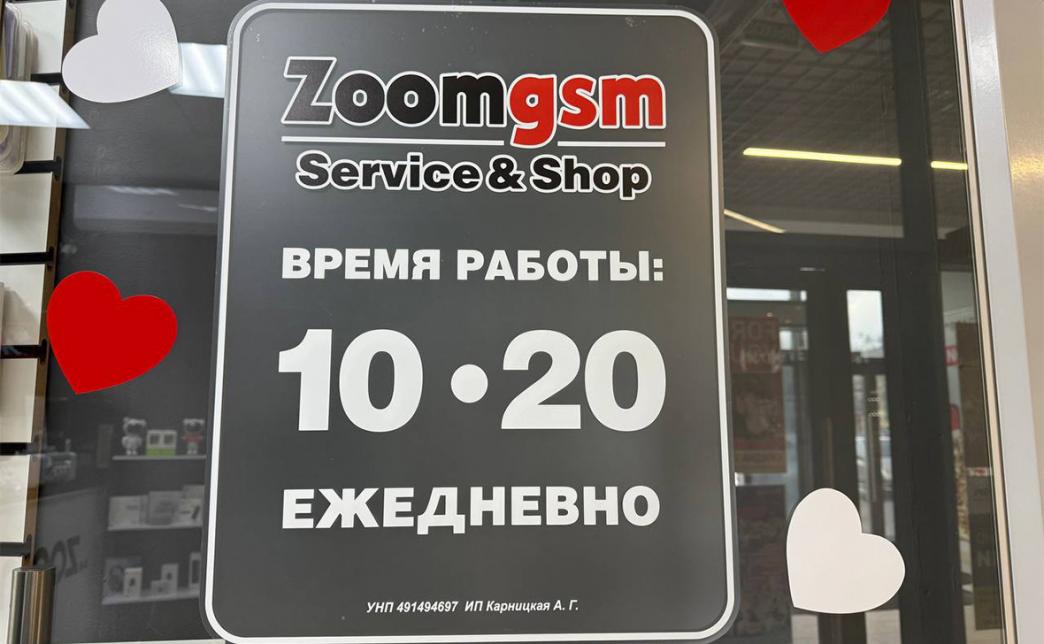 Zoomgsm
Service & Shop
ВРЕМЯ РАБОТЫ:
10 • 20
ЕЖЕДНЕВНО
УНП 491494697 ИП Карницкая А. Г.